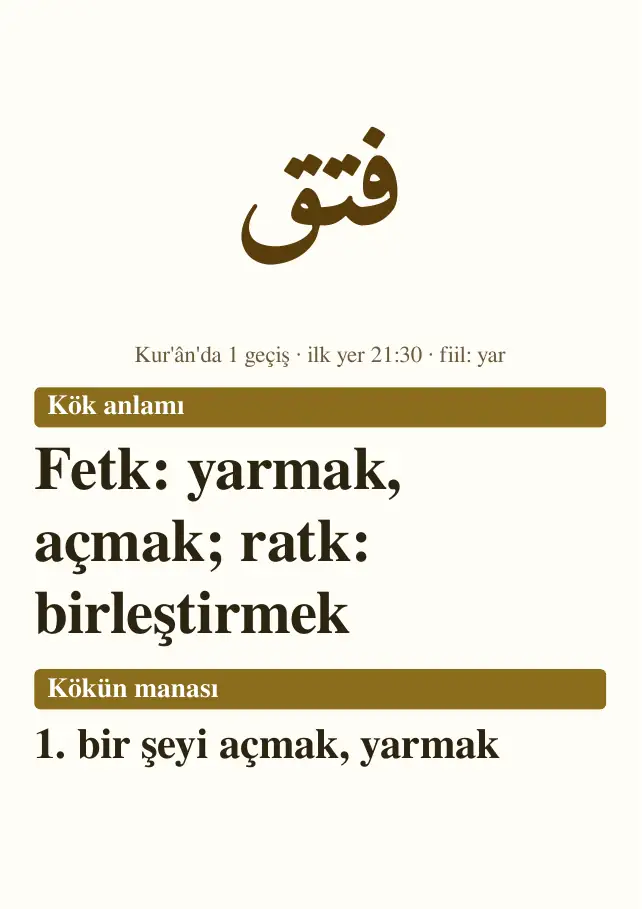 فتق
Kur'ân'da 1 geçiş · ilk yer 21:30 · fiil: yar
Kök anlamı
Fetk: yarmak,
açmak; ratk:
birleştirmek
Kökün manası
1. bir şeyi açmak, yarmak